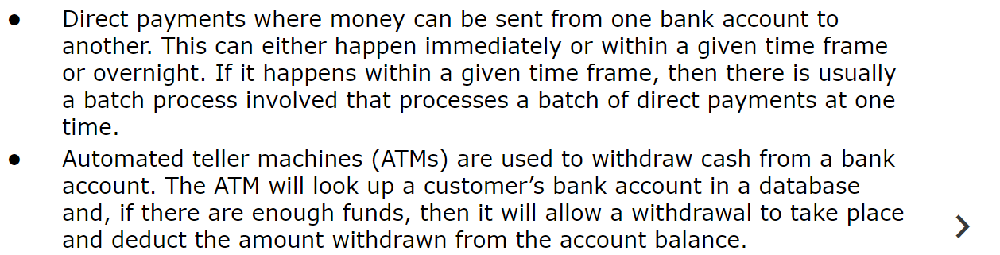 ● Direct payments where money can be sent from one bank account to
another. This can either happen immediately or within a given time frame
or overnight. If it happens within a given time frame, then there is usually
a batch process involved that processes a batch of direct payments at one
time.
● Automated teller machines (ATMs) are used to withdraw cash from a bank
account. The ATM will look up a customer’s bank account in a database
and, if there are enough funds, then it will allow a withdrawal to take place
and deduct the amount withdrawn from the account balance.